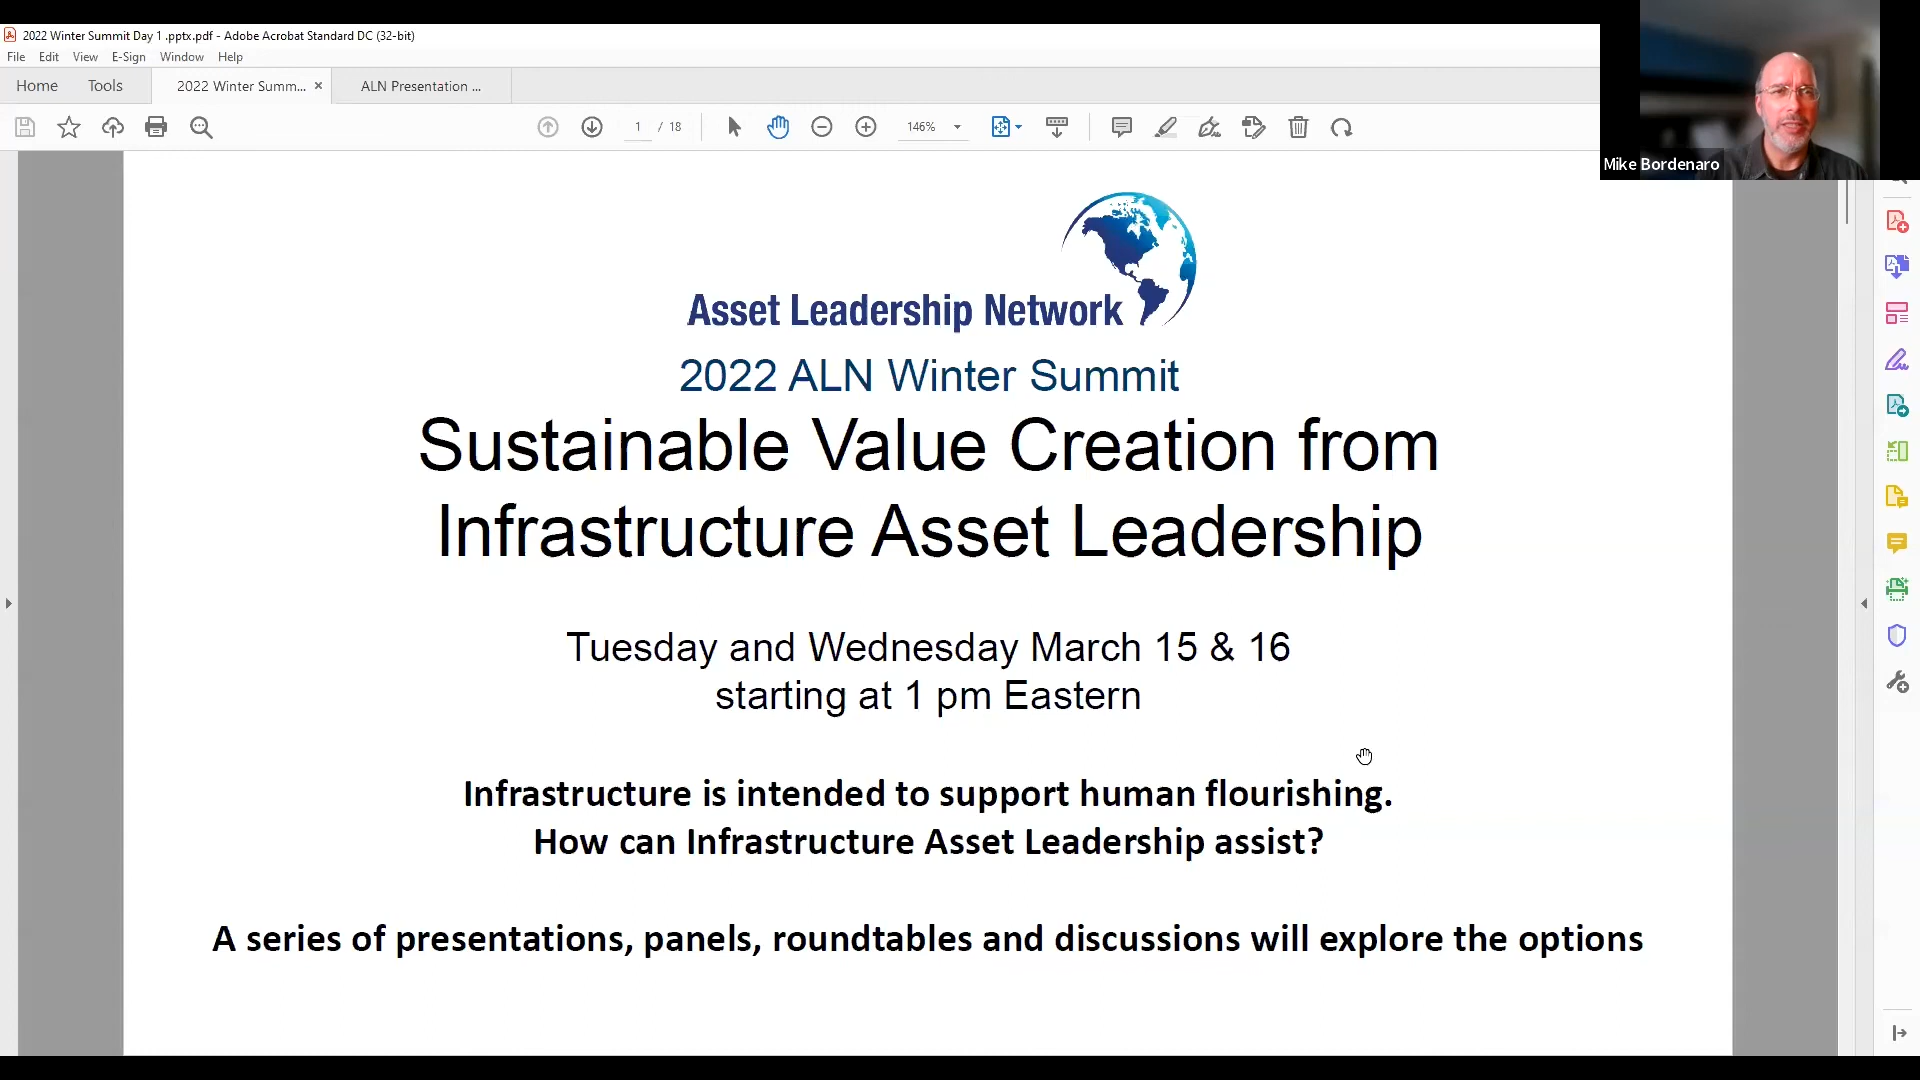 2022 Winter Summit Day 1 .pptx.pdf - Adobe Acrobat Standard DC (32-bit)
File Edit View E-Sign Window Help
Home Tools 2022 Winter Summ... × ALN Presentation ...
1 / 18 146%
Mike Bordenaro
Asset Leadership Network
2022 ALN Winter Summit
Sustainable Value Creation from
Infrastructure Asset Leadership
Tuesday and Wednesday March 15 & 16
starting at 1 pm Eastern
Infrastructure is intended to support human flourishing.
How can Infrastructure Asset Leadership assist?
A series of presentations, panels, roundtables and discussions will explore the options